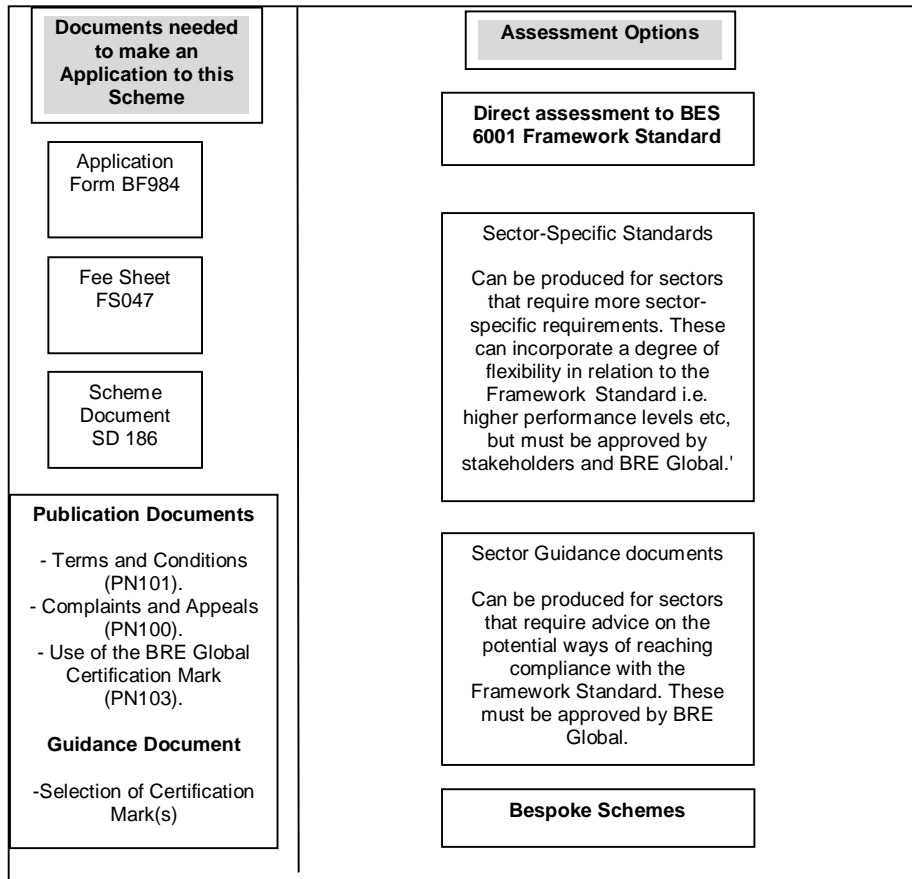 Documents needed
to make an
Application to this
Scheme
Application
Form BF984
Fee Sheet
FS047
Scheme
Document
SD 186
Publication Documents
- Terms and Conditions
(PN101).
- Complaints and Appeals
(PN100).
- Use of the BRE Global
Certification Mark
(PN103).
Guidance Document
-Selection of Certification
Mark(s)
Assessment Options
Direct assessment to BES
6001 Framework Standard
Sector-Specific Standards
Can be produced for sectors
that require more sector-
specific requirements. These
can incorporate a degree of
flexibility in relation to the
Framework Standard i.e.
higher performance levels etc,
but must be approved by
stakeholders and BRE Global.'
Sector Guidance documents
Can be produced for sectors
that require advice on the
potential ways of reaching
compliance with the
Framework Standard. These
must be approved by BRE
Global.
Bespoke Schemes